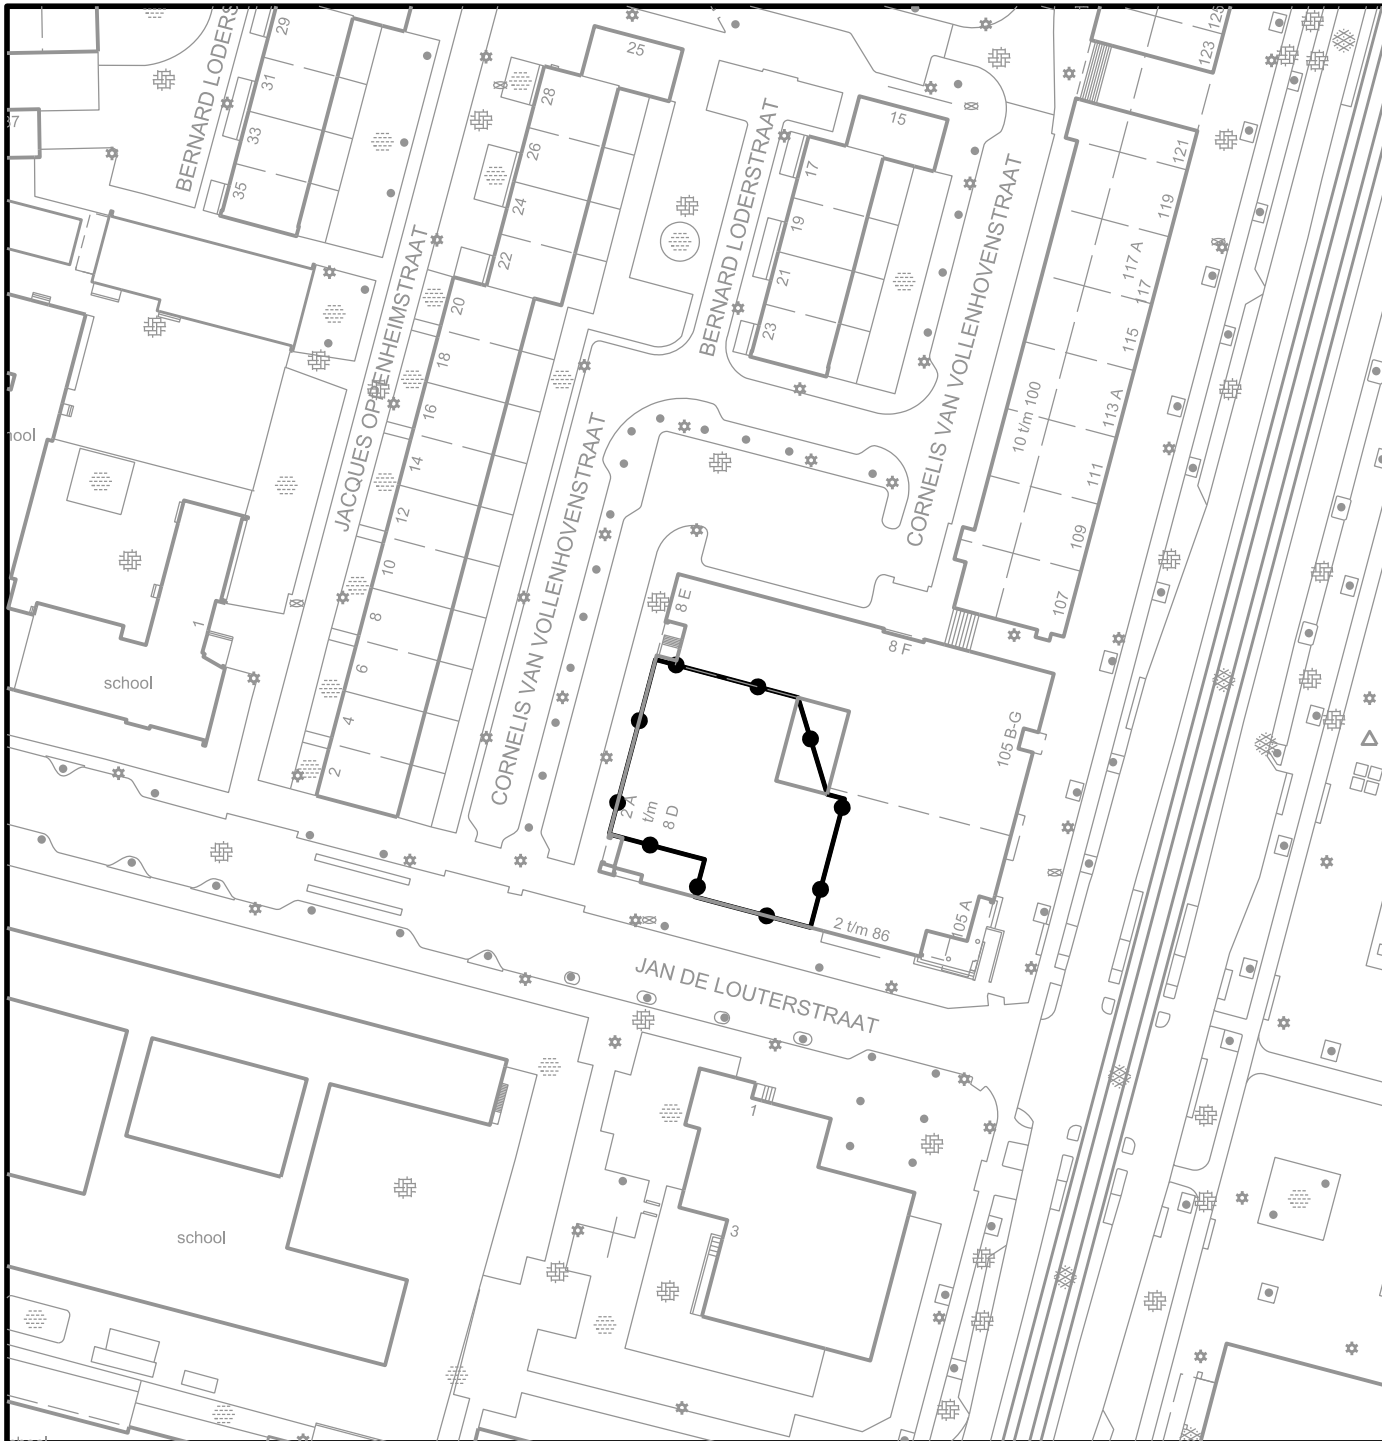 BERNARD LODERS
29
31
33
35
37
25
28
26
24
22
20
18
16
14
12
10
8
6
4
2
JACQUES OPPENHEIMSTRAAT
CORNELIS VAN VOLLENHOVENSTRAAT
BERNARD LODERSTRAAT
15
17
19
21
23
CORNELIS VAN VOLLENHOVENSTRAAT
125
123
121
119
117 A
117
115
113 A
111
109
107
10 t/m 100
ool
school
1
8 E
8 F
105 B-G
2 A
t/m
8 D
2 t/m 86
105 A
JAN DE LOUTERSTRAAT
1
3
school